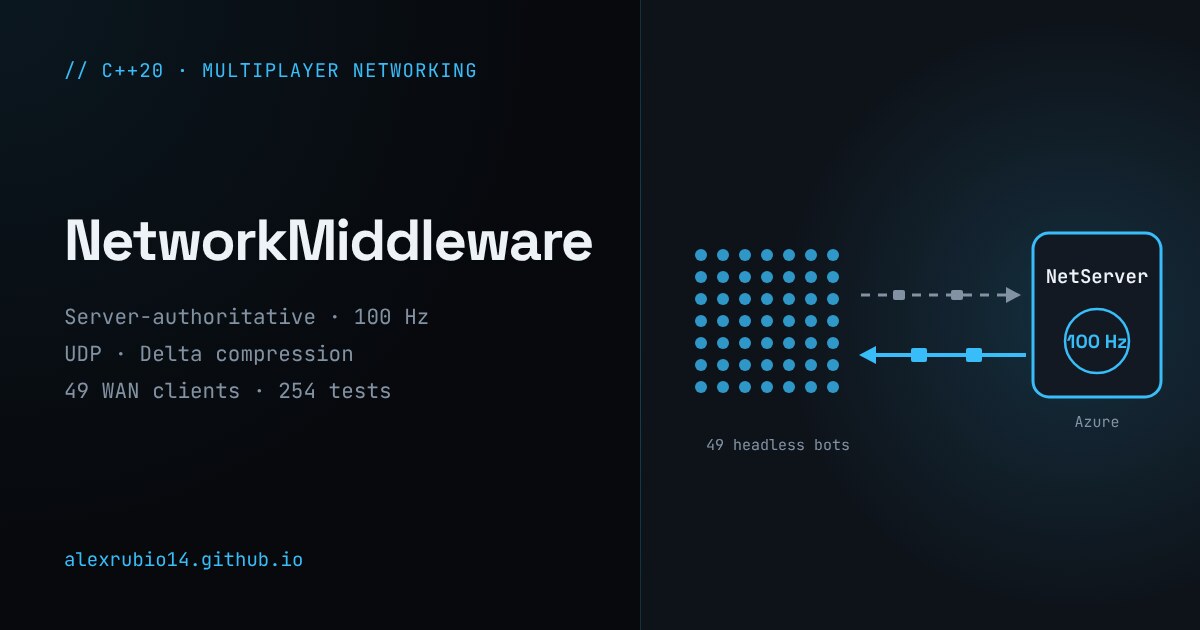 // C++20 · MULTIPLAYER NETWORKING
NetworkMiddleware
Server-authoritative · 100 Hz
UDP · Delta compression
49 WAN clients · 254 tests
alexrubio14.github.io
NetServer
100 Hz
Azure
49 headless bots